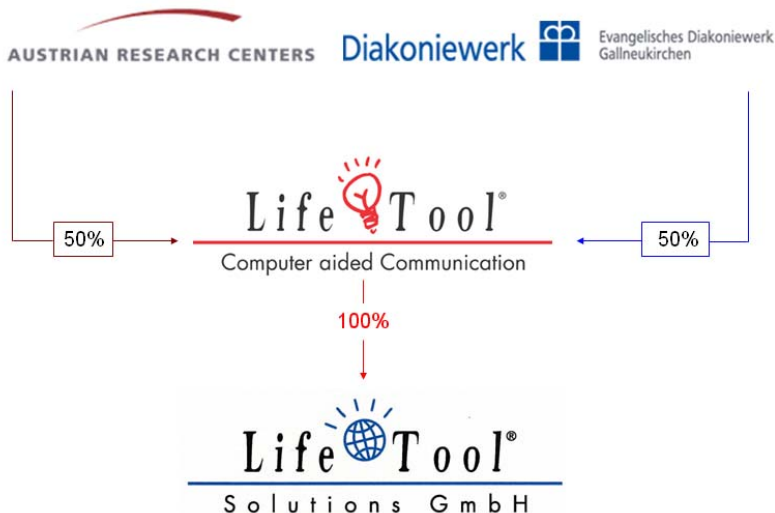 AUSTRIAN RESEARCH CENTERS
Diakoniewerk
Evangelisches Diakoniewerk
Gallneukirchen
Life Tool®
50%
50%
Computer aided Communication
100%
Life Tool®
Solutions GmbH